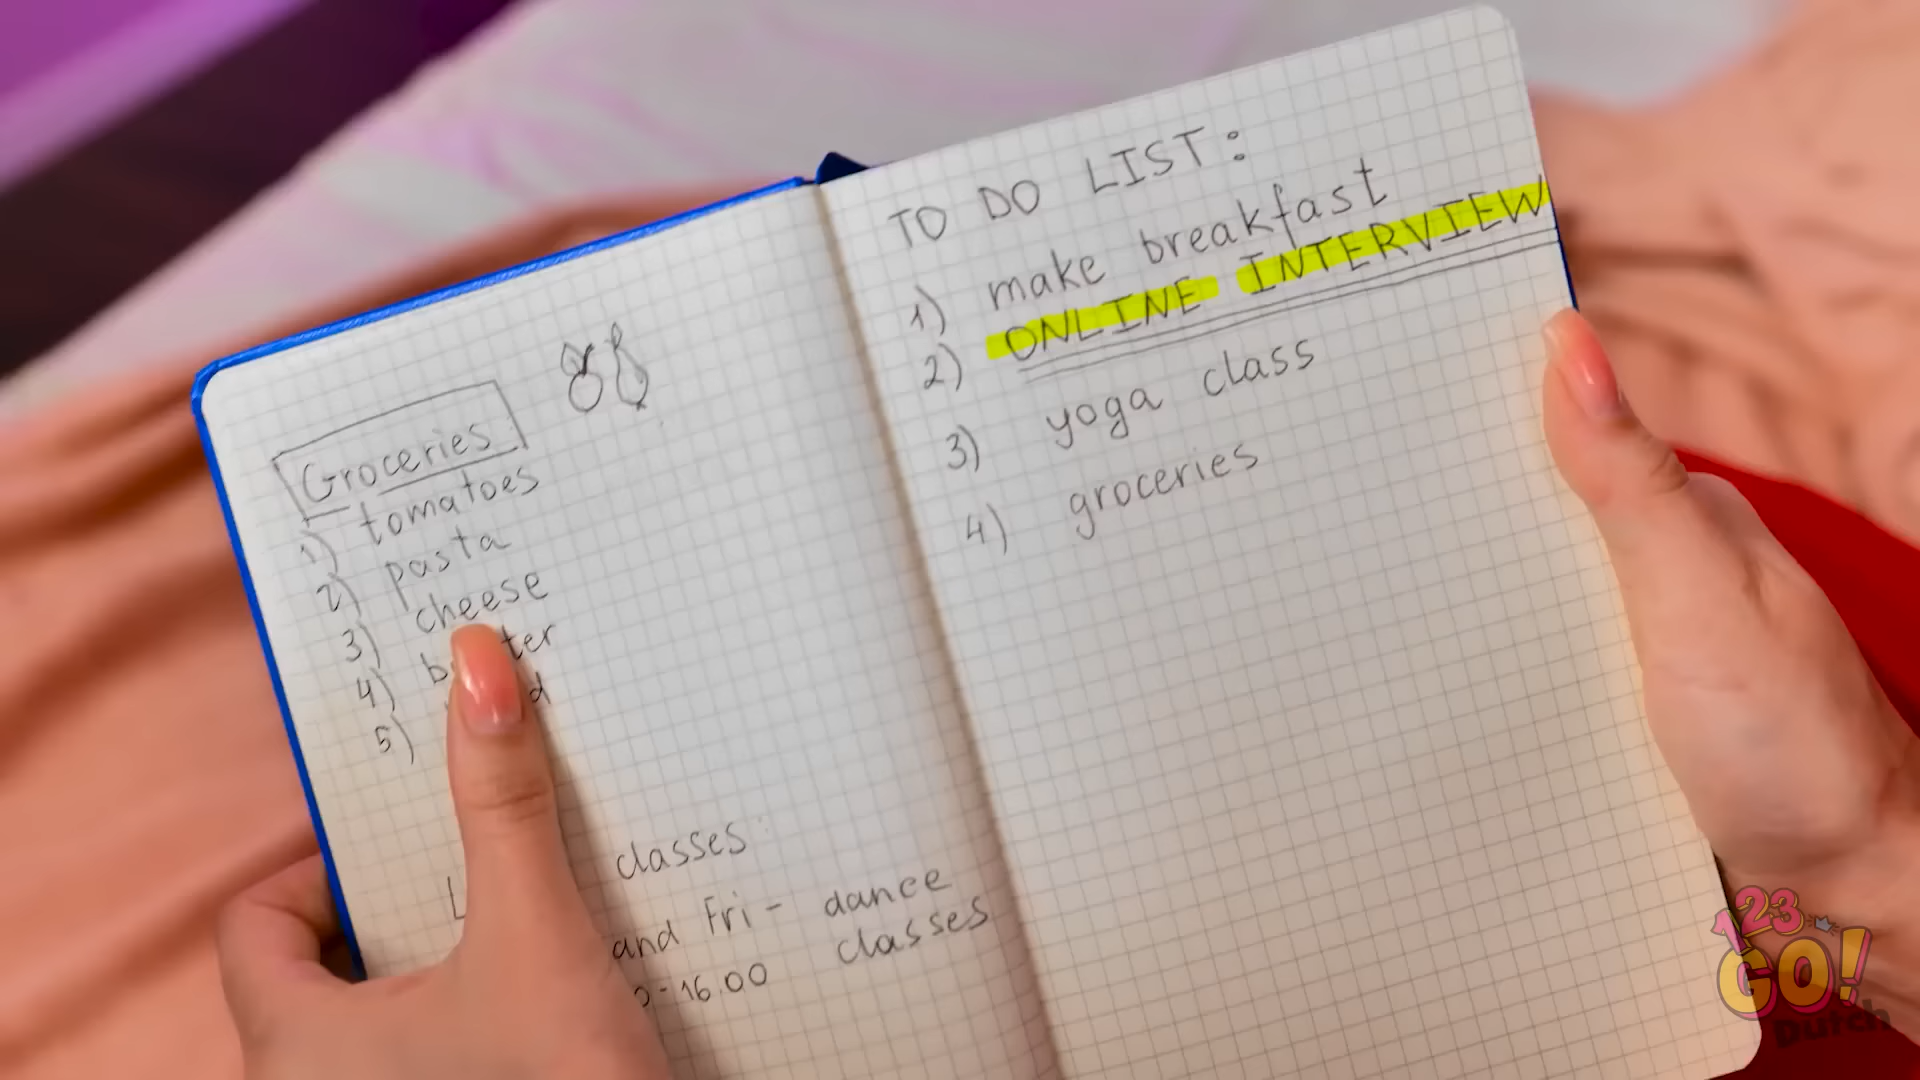 Groceries
1) tomatoes
2) pasta
3) cheese
4)
5)
classes
and Fri - dance
-16.00 classes
TO DO LIST:
1) make breakfast
2) ONLINE INTERVIEW
3) yoga class
4) groceries
123
GO!
Dutch